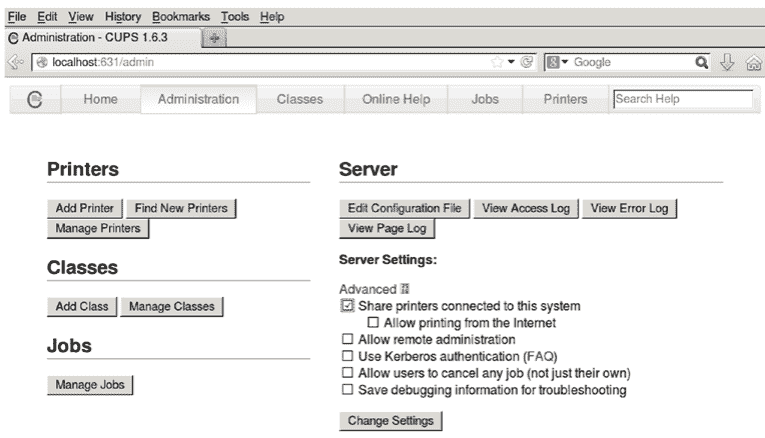 File Edit View History Bookmarks Tools Help
Administration - CUPS 1.6.3
localhost:631/admin
Google
Home Administration Classes Online Help Jobs Printers Search Help
Printers
Add Printer Find New Printers
Manage Printers
Classes
Add Class Manage Classes
Jobs
Manage Jobs
Server
Edit Configuration File View Access Log View Error Log
View Page Log
Server Settings:
Advanced
Share printers connected to this system
Allow printing from the Internet
Allow remote administration
Use Kerberos authentication (FAQ)
Allow users to cancel any job (not just their own)
Save debugging information for troubleshooting
Change Settings